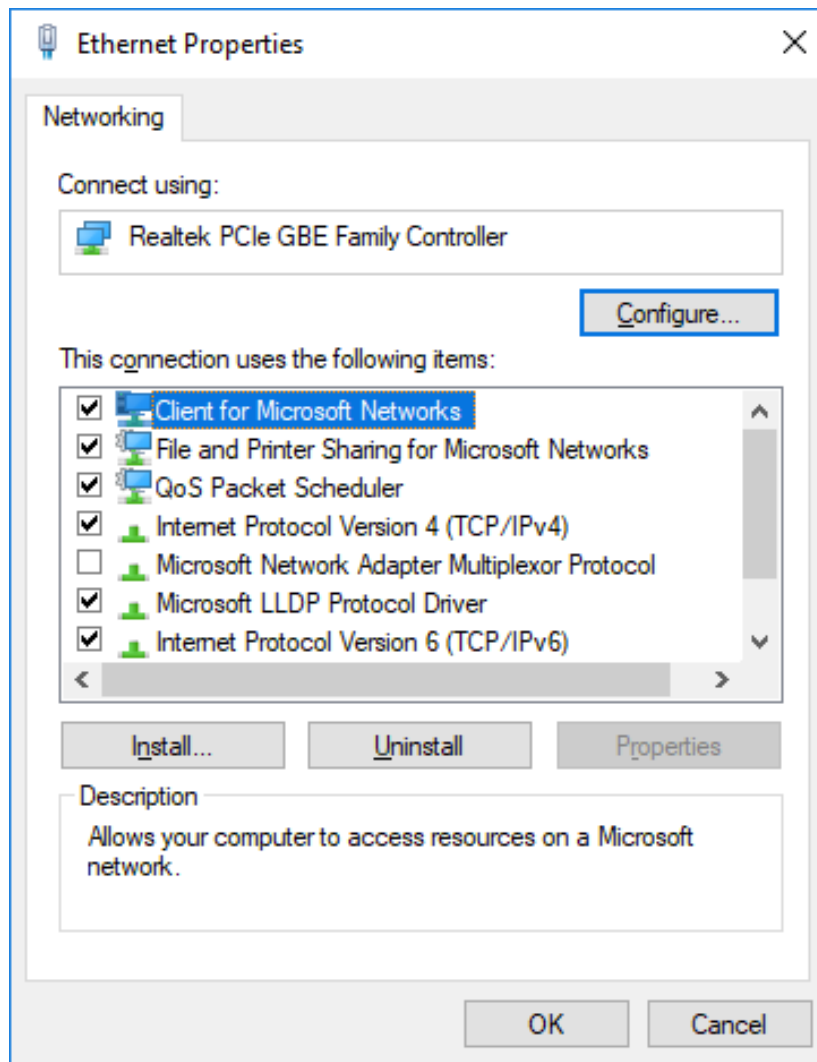 Ethernet Properties
Networking
Connect using:
Realtek PCIe GBE Family Controller
Configure...
This connection uses the following items:
Client for Microsoft Networks
File and Printer Sharing for Microsoft Networks
QoS Packet Scheduler
Internet Protocol Version 4 (TCP/IPv4)
Microsoft Network Adapter Multiplexor Protocol
Microsoft LLDP Protocol Driver
Internet Protocol Version 6 (TCP/IPv6)
Install... Uninstall Properties
Description
Allows your computer to access resources on a Microsoft
network.
OK Cancel